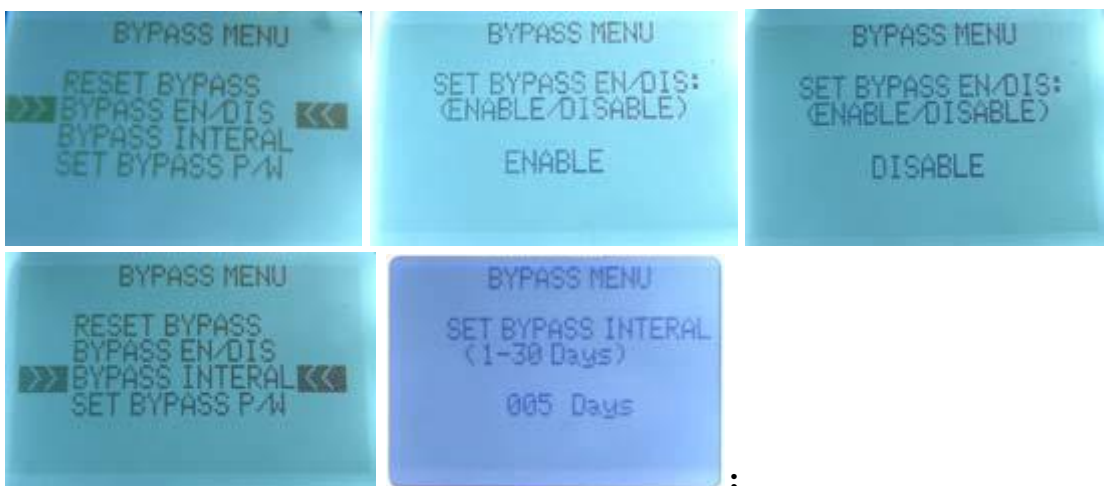 BYPASS MENU
RESET BYPASS
>>> BYPASS EN/DIS <<<
BYPASS INTERAL
SET BYPASS P/W
BYPASS MENU
SET BYPASS EN/DIS:
(ENABLE/DISABLE)
ENABLE
BYPASS MENU
SET BYPASS EN/DIS:
(ENABLE/DISABLE)
DISABLE
BYPASS MENU
RESET BYPASS
BYPASS EN/DIS
>>> BYPASS INTERAL <<<
SET BYPASS P/W
BYPASS MENU
SET BYPASS INTERAL
(1-30 Days)
005 Days
: